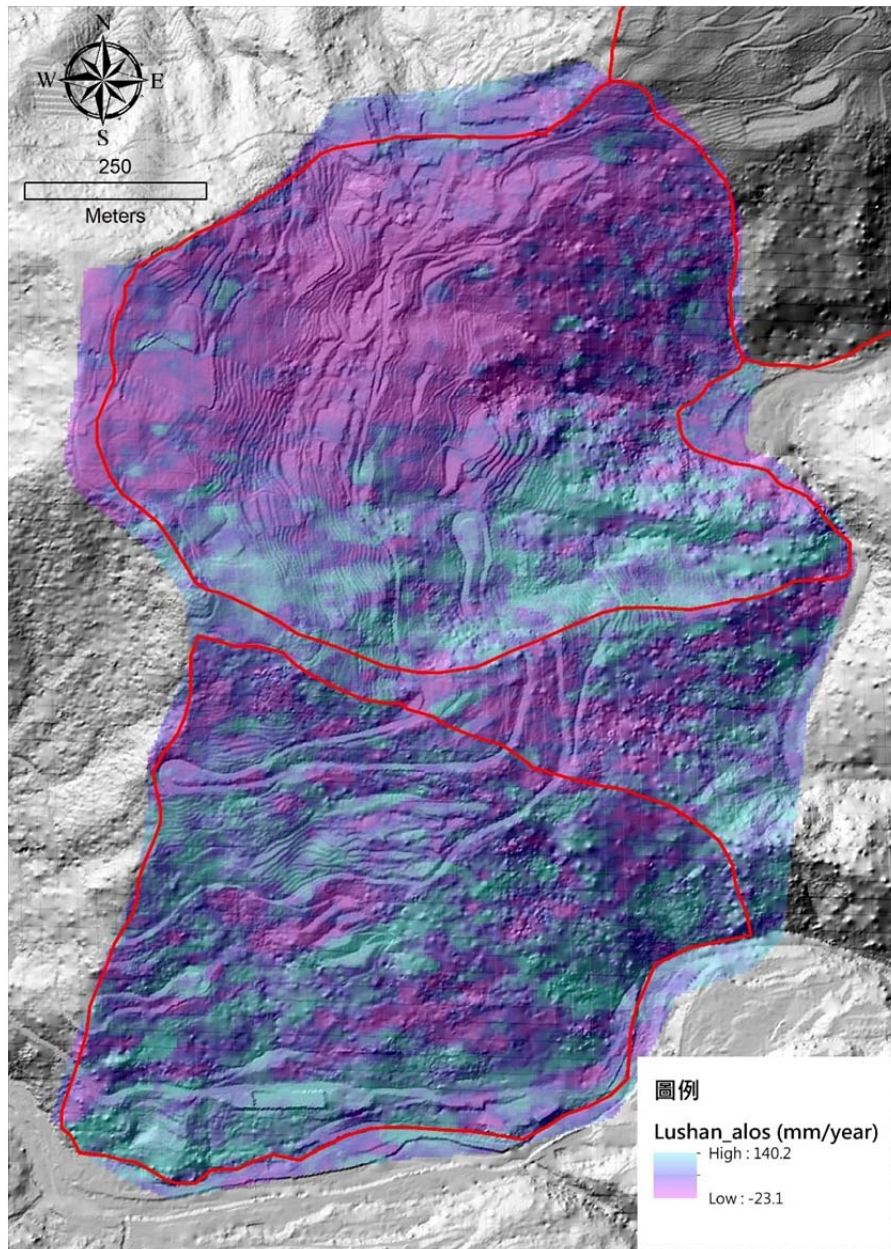 N
W E
S
250
Meters
圖例
Lushan_alos (mm/year)
High : 140.2
Low : -23.1